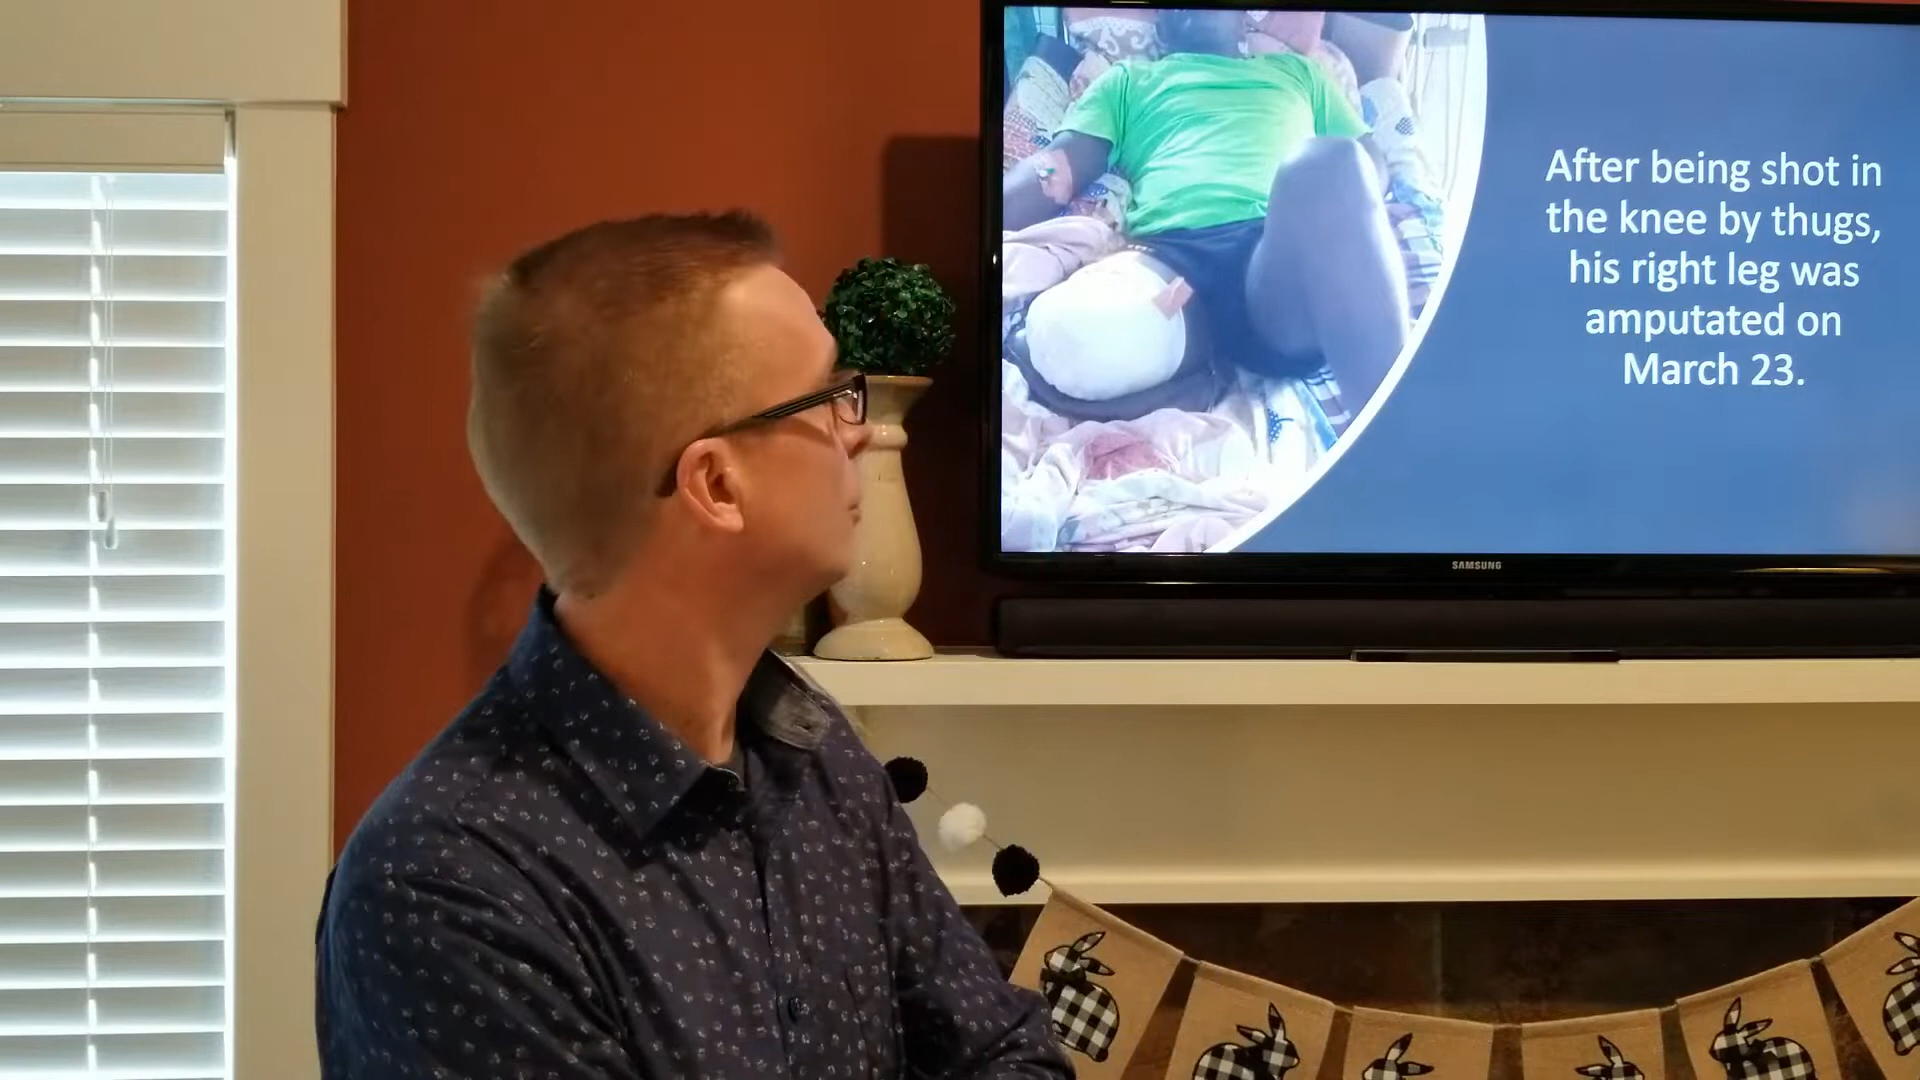 After being shot in
the knee by thugs,
his right leg was
amputated on
March 23.
SAMSUNG